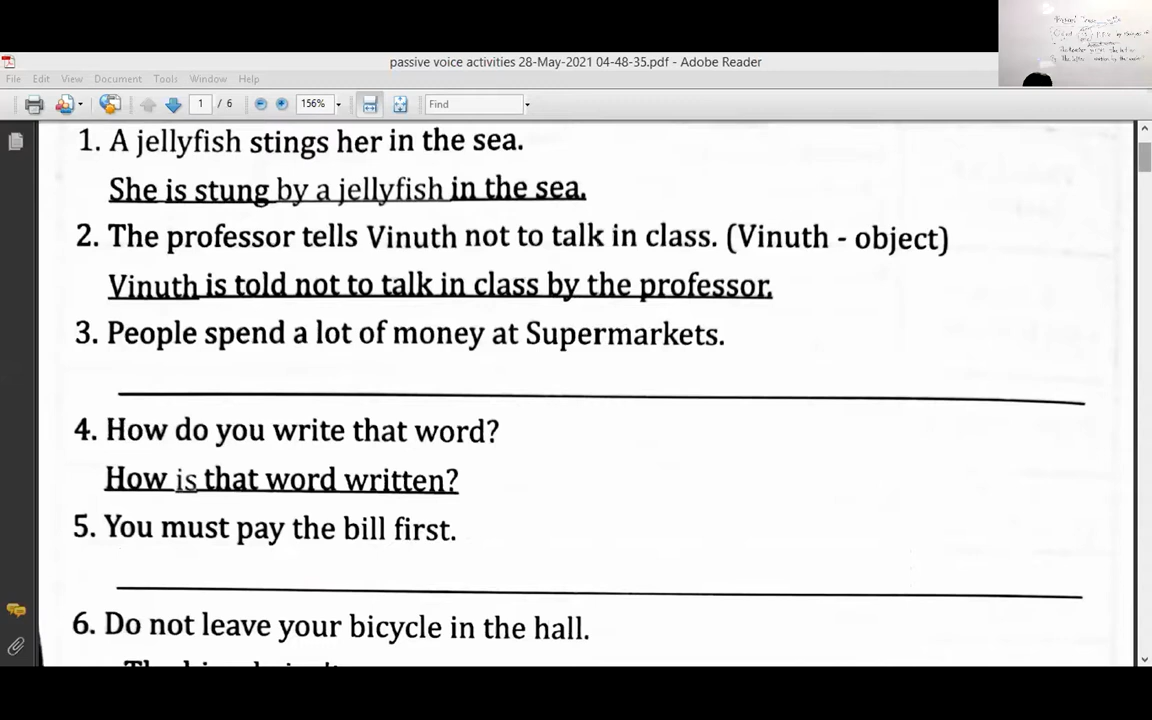 passive voice activities 28-May-2021 04-48-35.pdf - Adobe Reader
File Edit View Document Tools Window Help
1 / 6 156% Find
1. A jellyfish stings her in the sea.
She is stung by a jellyfish in the sea.
2. The professor tells Vinuth not to talk in class. (Vinuth - object)
Vinuth is told not to talk in class by the professor.
3. People spend a lot of money at Supermarkets.
4. How do you write that word?
How is that word written?
5. You must pay the bill first.
6. Do not leave your bicycle in the hall.